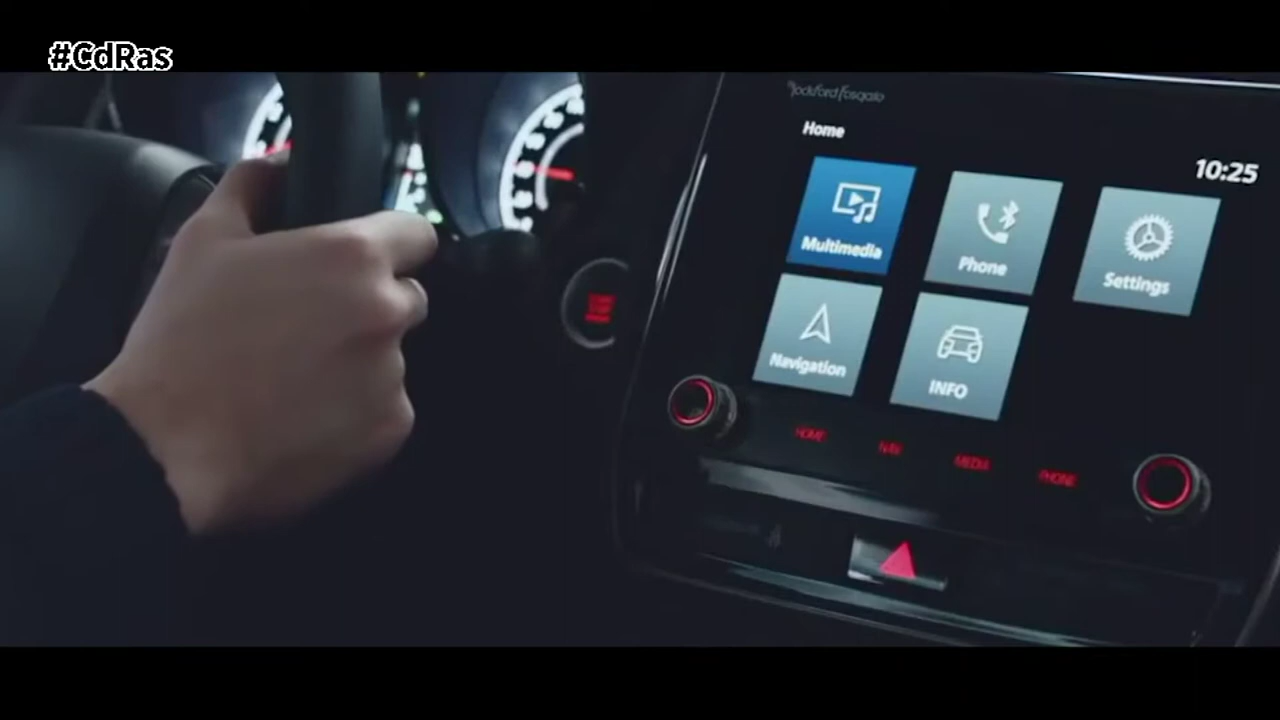 #CdRas
Rockford Fosgate
Home
10:25
Multimedia
Phone
Settings
Navigation
INFO
HOME
NAV
MEDIA
PHONE